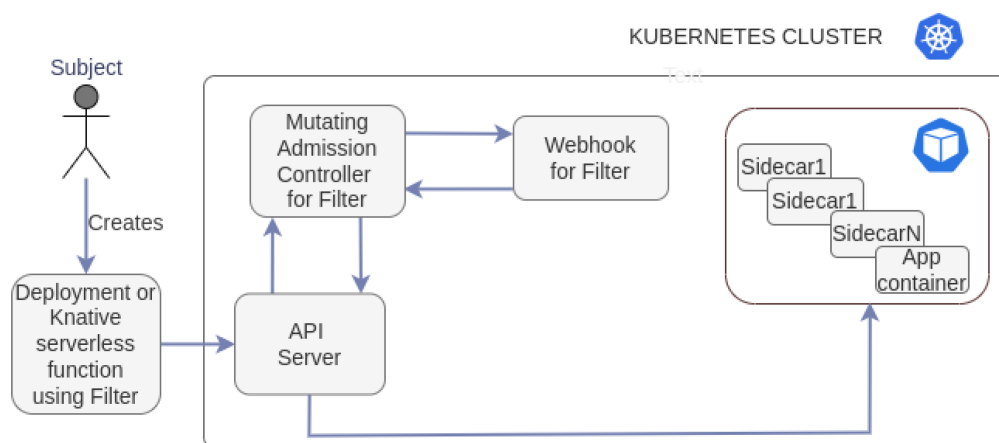 KUBERNETES CLUSTER
Text
Subject
Mutating
Admission
Controller
for Filter
Webhook
for Filter
Sidecar1
Sidecar1
SidecarN
App
container
Creates
Deployment or
Knative
serverless
function
using Filter
API
Server